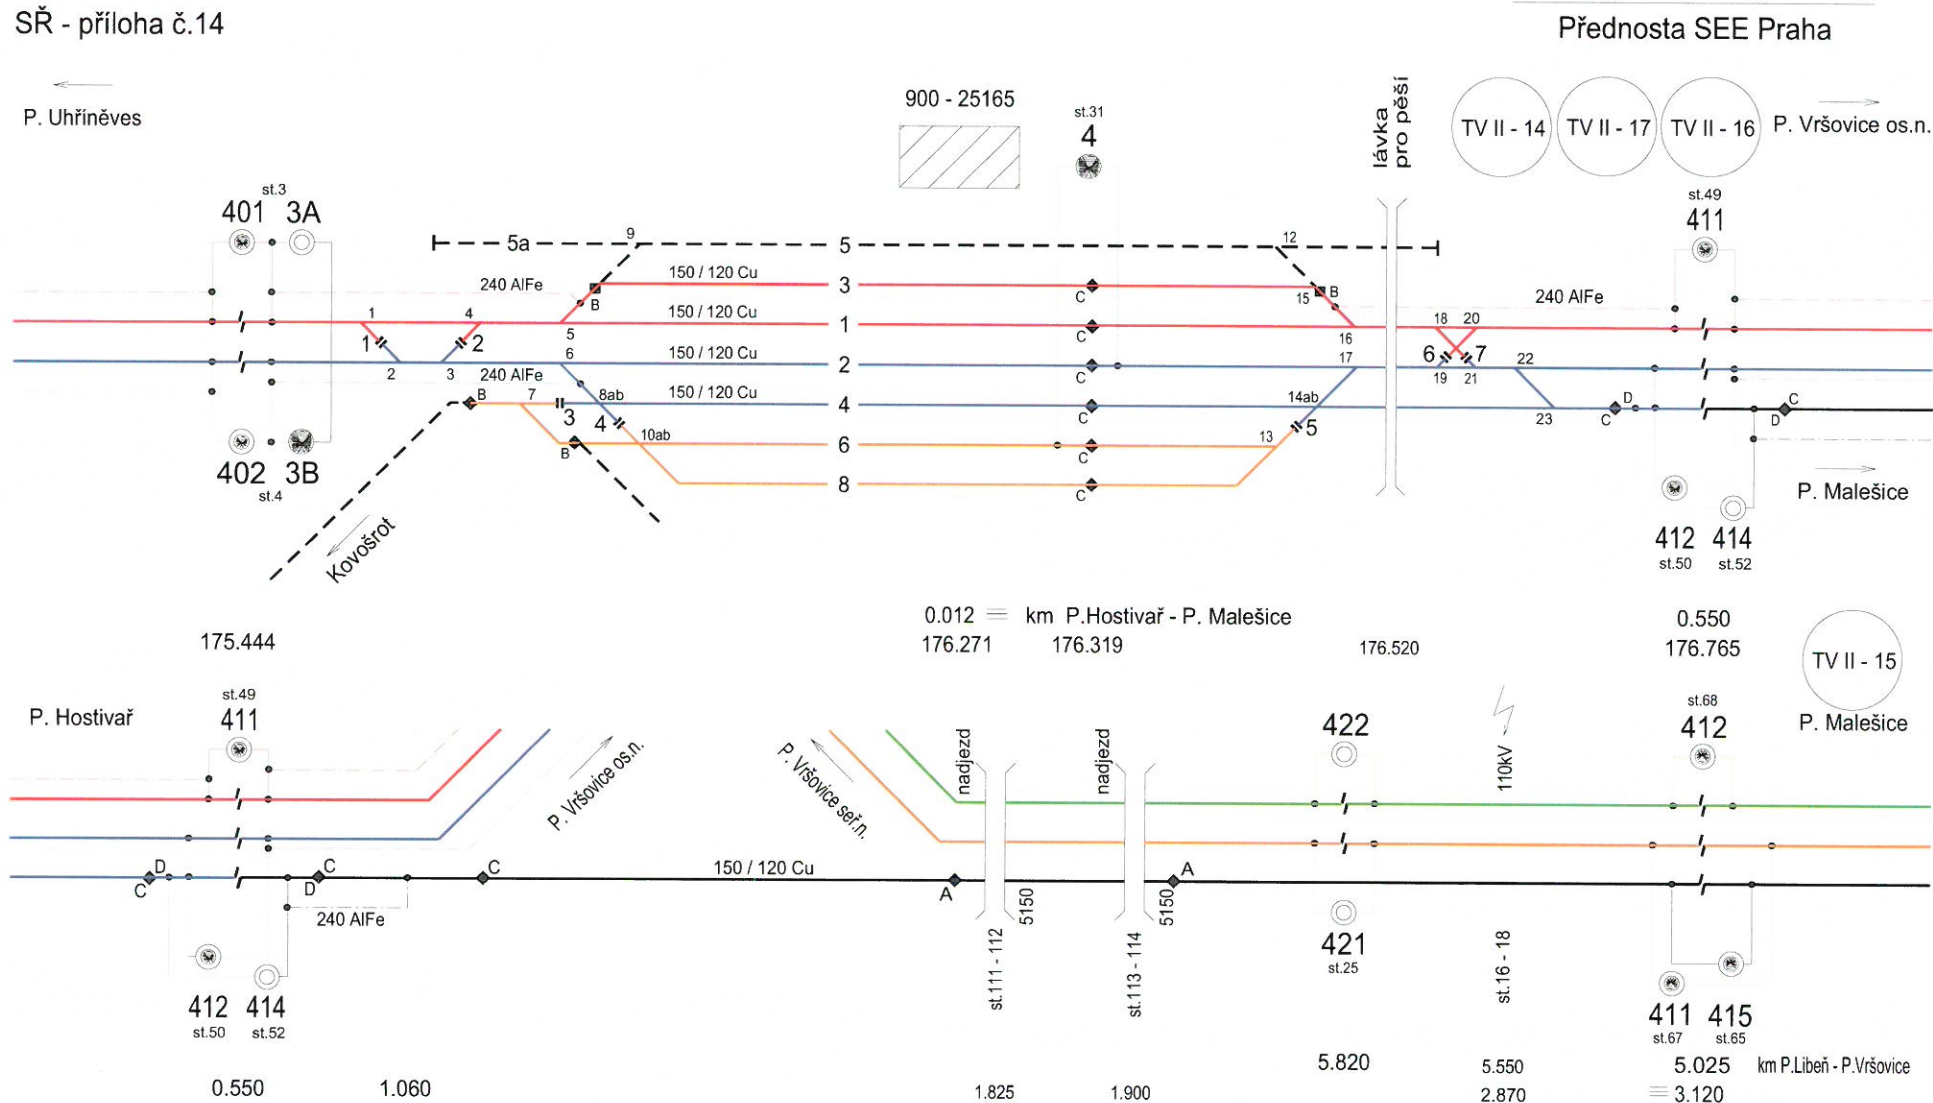 SŘ - příloha č.14
Přednosta SEE Praha
P. Uhříněves
900 - 25165
st.31
4
lávka
pro pěší
TV II - 14
TV II - 17
TV II - 16
P. Vršovice os.n.
st.3
401 3A
st.49
411
5a
9
5
12
240 AlFe
150 / 120 Cu
3
B
C
15
B
240 AlFe
1
4
5
150 / 120 Cu
1
C
16
18
20
1
2
6
7
2
3
6
150 / 120 Cu
2
C
17
19
21
22
240 AlFe
B
7
3
8ab
4
150 / 120 Cu
4
C
14ab
5
23
C
D
D
C
B
10ab
6
C
13
8
C
402 3B
st.4
Kovošrot
P. Malešice
412
st.50
414
st.52
0.012 ≡ km P.Hostivař - P. Malešice
0.550
175.444
176.271
176.319
176.520
176.765
TV II - 15
P. Hostivař
st.49
411
P. Vršovice os.n.
P. Vršovice seř.n.
nadjezd
nadjezd
422
110kV
st.68
412
P. Malešice
D
C
C
D
C
150 / 120 Cu
A
A
240 AlFe
5150
5150
st.111 - 112
st.113 - 114
421
st.25
st.16 - 18
412
st.50
414
st.52
411
st.67
415
st.65
5.820
5.550
5.025
km P.Libeň - P.Vršovice
0.550
1.060
1.825
1.900
2.870
≡ 3.120